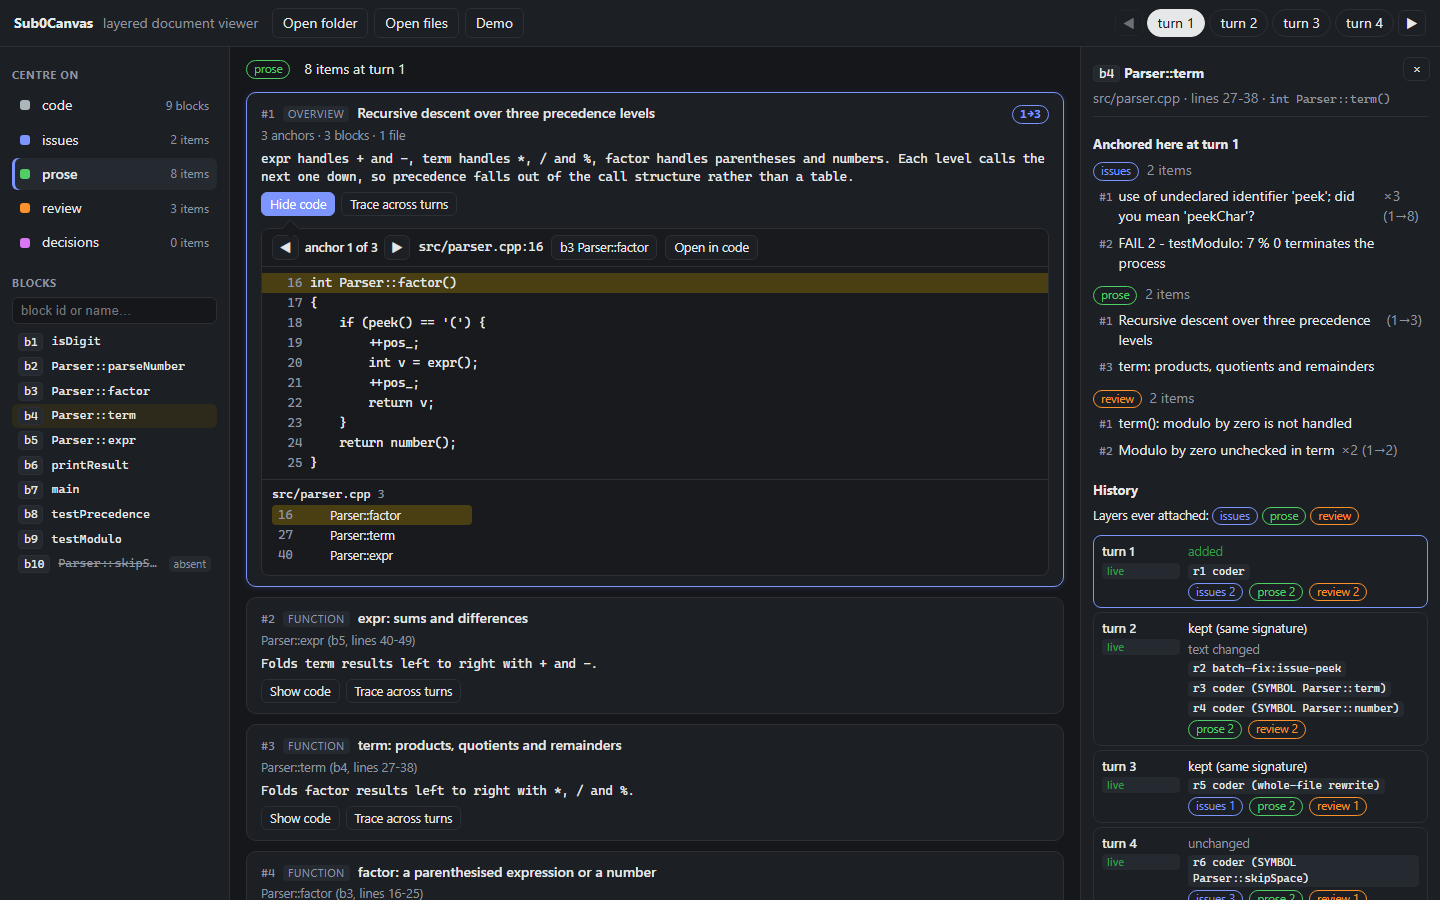 Sub0Canvas layered document viewer Open folder Open files Demo ◀ turn 1 turn 2 turn 3 turn 4 ▶
CENTRE ON
code 9 blocks
issues 2 items
prose 8 items
review 3 items
decisions 0 items
BLOCKS
block id or name...
b1 isDigit
b2 Parser::parseNumber
b3 Parser::factor
b4 Parser::term
b5 Parser::expr
b6 printResult
b7 main
b8 testPrecedence
b9 testModulo
b10 Parser::skipS… absent
prose 8 items at turn 1
#1 OVERVIEW Recursive descent over three precedence levels 1→3
3 anchors · 3 blocks · 1 file
expr handles + and −, term handles *, / and %, factor handles parentheses and numbers. Each level calls the
next one down, so precedence falls out of the call structure rather than a table.
Hide code Trace across turns
◀ anchor 1 of 3 ▶ src/parser.cpp:16 b3 Parser::factor Open in code
16 int Parser::factor()
17 {
18 if (peek() == '(') {
19 ++pos_;
20 int v = expr();
21 ++pos_;
22 return v;
23 }
24 return number();
25 }
src/parser.cpp 3
16 Parser::factor
27 Parser::term
40 Parser::expr
#2 FUNCTION expr: sums and differences
Parser::expr (b5, lines 40-49)
Folds term results left to right with + and −.
Show code Trace across turns
#3 FUNCTION term: products, quotients and remainders
Parser::term (b4, lines 27-38)
Folds factor results left to right with *, / and %.
Show code Trace across turns
#4 FUNCTION factor: a parenthesised expression or a number
Parser::factor (b3, lines 16-25)
b4 Parser::term ×
src/parser.cpp · lines 27-38 · int Parser::term()
Anchored here at turn 1
issues 2 items
#1 use of undeclared identifier 'peek'; did ×3
you mean 'peekChar'? (1→8)
#2 FAIL 2 - testModulo: 7 % 0 terminates the
process
prose 2 items
#1 Recursive descent over three precedence (1→3)
levels
#3 term: products, quotients and remainders
review 2 items
#1 term(): modulo by zero is not handled
#2 Modulo by zero unchecked in term ×2 (1→2)
History
Layers ever attached: issues prose review
turn 1 added
live r1 coder
issues 2 prose 2 review 2
turn 2 kept (same signature)
live text changed
r2 batch-fix:issue-peek
r3 coder (SYMBOL Parser::term)
r4 coder (SYMBOL Parser::number)
prose 2 review 2
turn 3 kept (same signature)
live r5 coder (whole-file rewrite)
issues 1 prose 2 review 1
turn 4 unchanged
live r6 coder (SYMBOL
Parser::skipSpace)
issues 3 prose 2 review 1